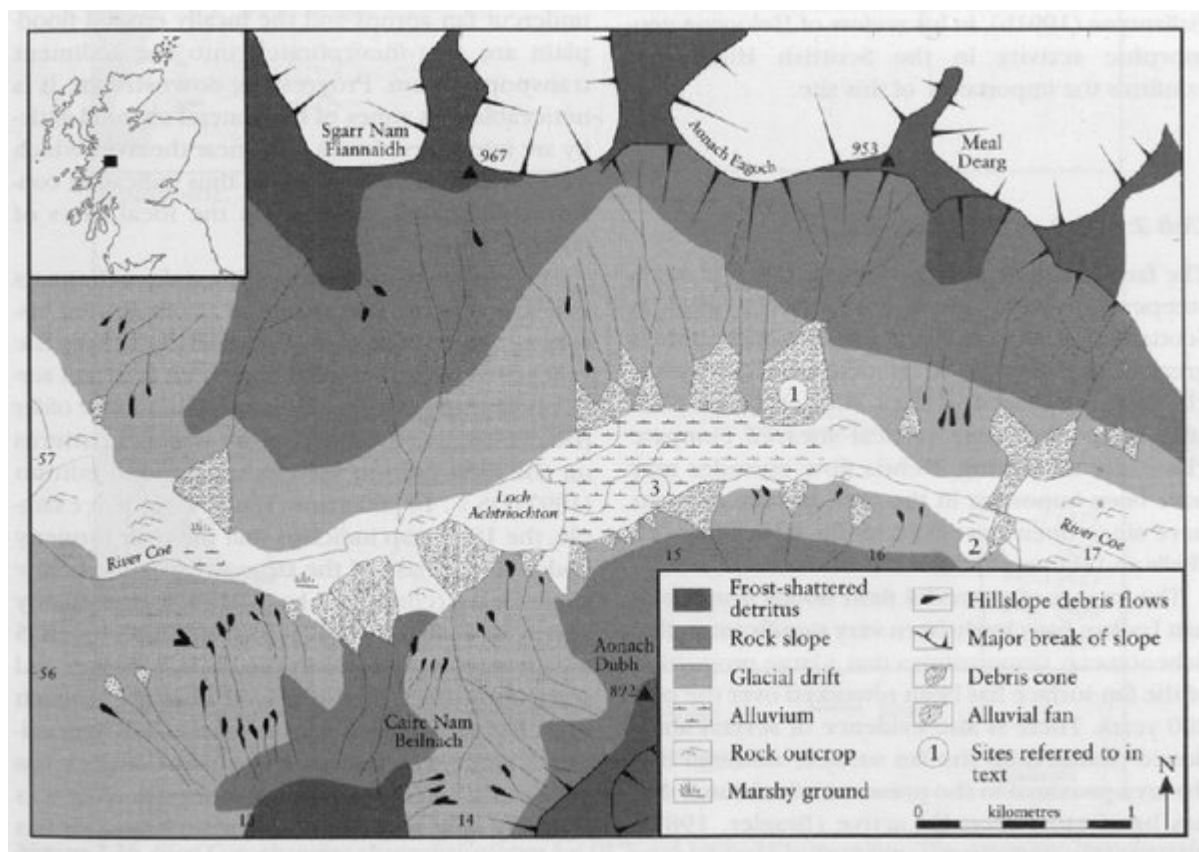 Sgarr Nam
Fiannaidh
967
Aonach Eagoch
953
Meal
Dearg
57
1
Loch
Achtriochton
3
River Coe
15
16
2
River Coe
17
56
Aonach
Dubh
892
Caire Nam
Beilnach
13
14
Frost-shattered
detritus
Rock slope
Glacial drift
Alluvium
Rock outcrop
Marshy ground
Hillslope debris flows
Major break of slope
Debris cone
Alluvial fan
1 Sites referred to in
text
N
0 kilometres 1